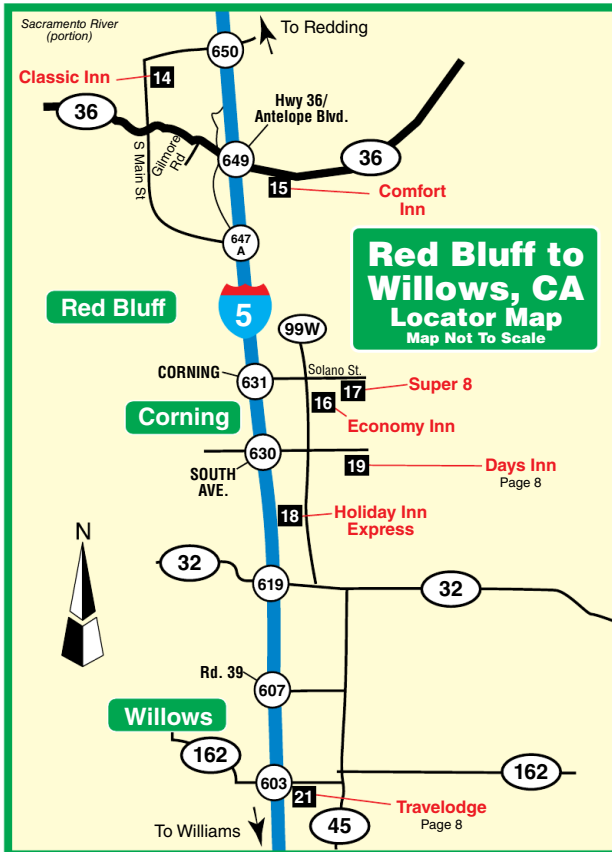 Sacramento River
(portion)
To Redding
650
Classic Inn
14
36
Hwy 36/
Antelope Blvd.
S Main St
Gilmore
Rd
649
36
15
Comfort
Inn
647
A
Red Bluff to
Willows, CA
Locator Map
Map Not To Scale
Red Bluff
5
99W
CORNING
631
Solano St.
17
Super 8
16
Economy Inn
Corning
630
SOUTH
AVE.
19
Days Inn
Page 8
18
Holiday Inn
Express
N
32
619
32
Rd. 39
607
Willows
162
603
162
21
Travelodge
Page 8
To Williams
45